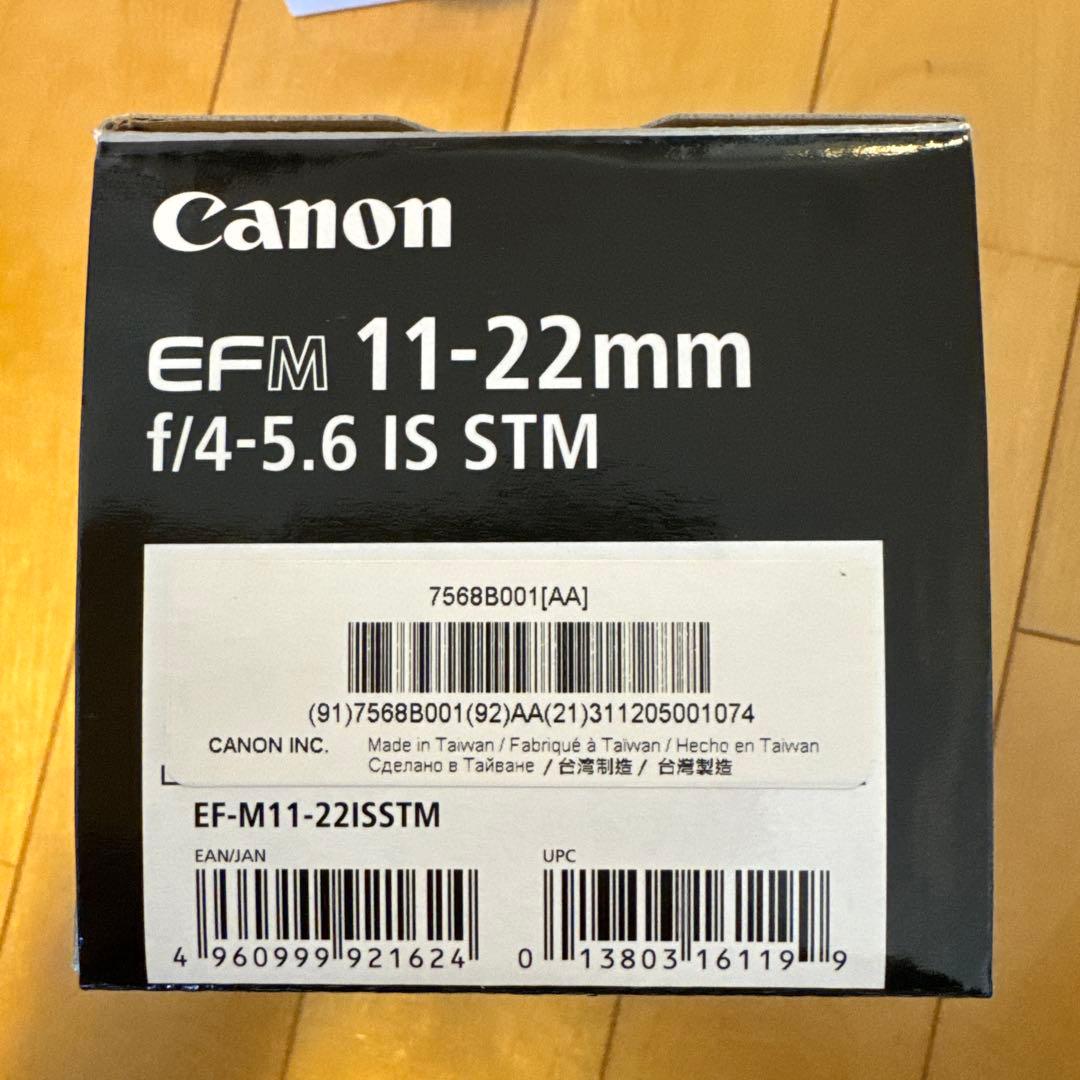 Canon
EFM 11-22mm
f/4-5.6 IS STM
7568B001[AA]
(91)7568B001(92)AA(21)311205001074
CANON INC. Made in Taiwan / Fabriqué à Taïwan / Hecho en Taiwan
Сделано в Тайване / 台湾制造 / 台灣製造
EF-M11-22ISSTM
EAN/JAN UPC
4 960999 921624 0 13803 16119 9